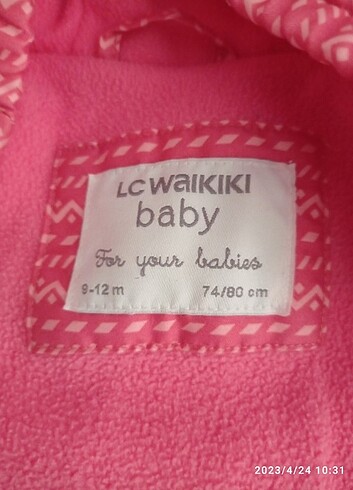 LC WAIKIKI
baby
For your babies
9-12 m 74/80 cm
2023/4/24 10:31